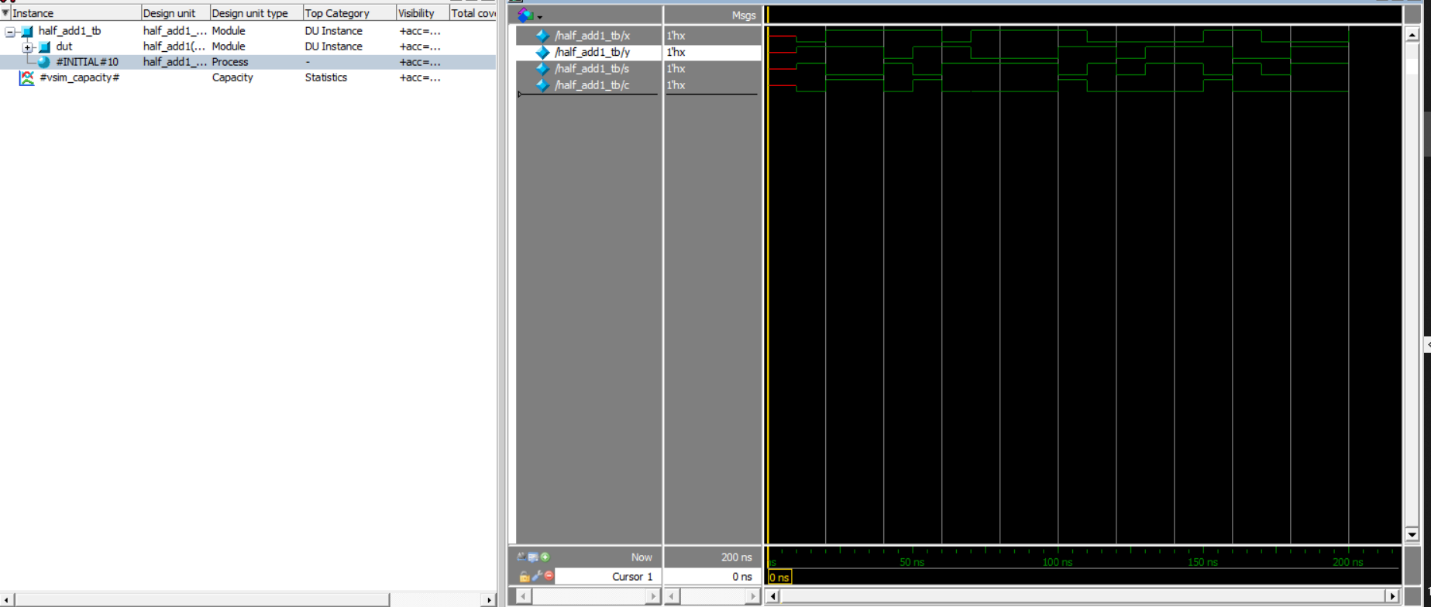 Instance Design unit Design unit type Top Category Visibility Total cove
half_add1_tb half_add1_... Module DU Instance +acc=...
dut half_add1(... Module DU Instance +acc=...
#INITIAL#10 half_add1_... Process - +acc=...
#vsim_capacity# Capacity Statistics +acc=...
Msgs
/half_add1_tb/x 1'hx
/half_add1_tb/y 1'hx
/half_add1_tb/s 1'hx
/half_add1_tb/c 1'hx
Now 200 ns ns 50 ns 100 ns 150 ns 200 ns
Cursor 1 0 ns 0 ns